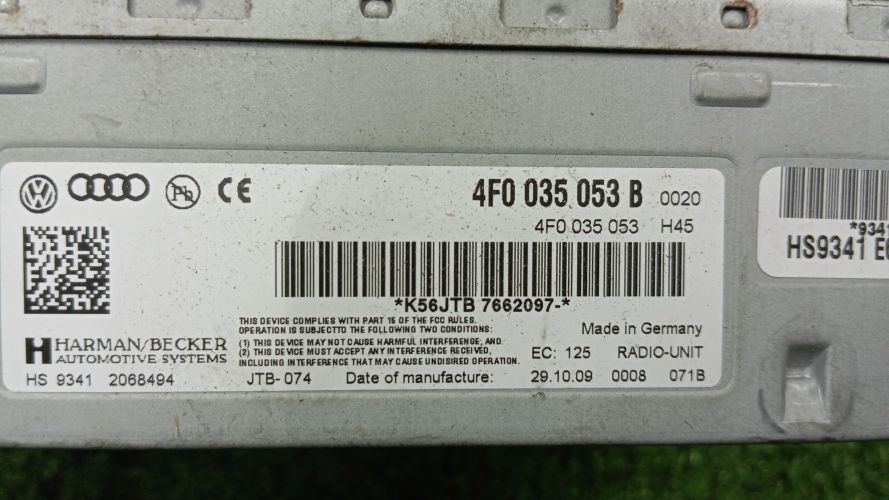 VW
Pb
CE
4F0 035 053 B 0020
4F0 035 053 H45
*K56JTB 7662097-*
THIS DEVICE COMPLIES WITH PART 15 OF THE FCC RULES.
OPERATION IS SUBJECTTO THE FOLLOWING TWO CONDITIONS:
(1) THIS DEVICE MAY NOT CAUSE HARMFUL INTERFERENCE, AND:
(2) THIS DEVICE MUST ACCEPT ANY INTERFERENCE RECEIVED,
INCLUDING INTERFERENCE THAT MAY CAUSE UNDISIRED OPERATION.
Made in Germany
HARMAN/BECKER
AUTOMOTIVE SYSTEMS
EC: 125 RADIO-UNIT
HS 9341 2068494 JTB-074 Date of manufacture: 29.10.09 0008 071B
*9341
HS9341